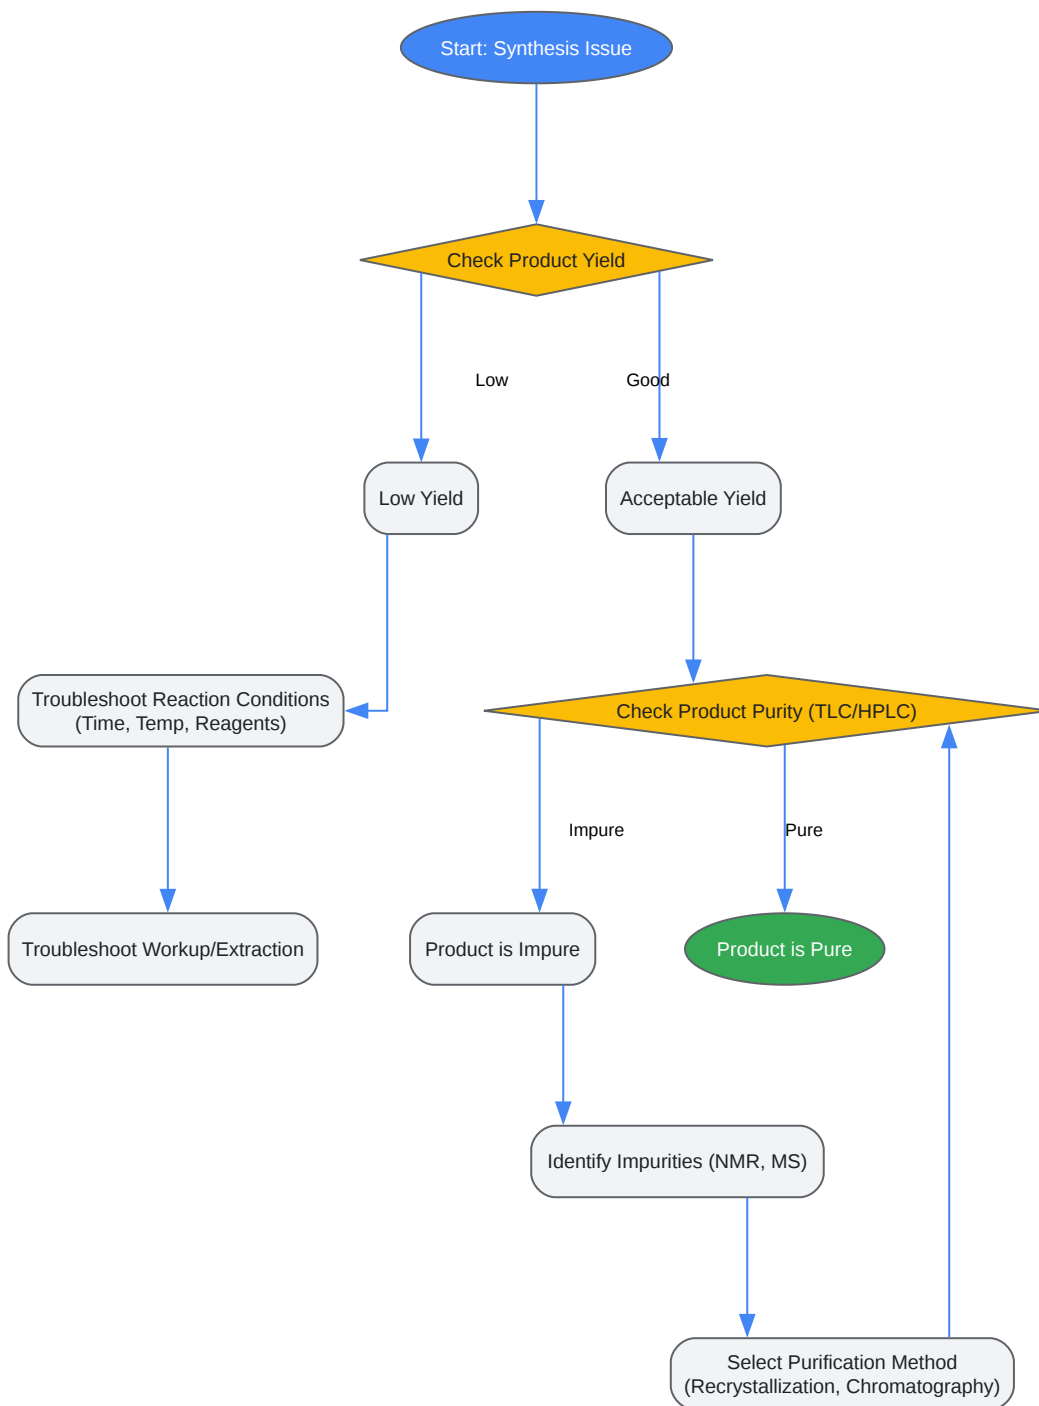 Start: Synthesis Issue
Check Product Yield
Low
Good
Low Yield
Acceptable Yield
Troubleshoot Reaction Conditions
(Time, Temp, Reagents)
Check Product Purity (TLC/HPLC)
Impure
Pure
Troubleshoot Workup/Extraction
Product is Impure
Product is Pure
Identify Impurities (NMR, MS)
Select Purification Method
(Recrystallization, Chromatography)